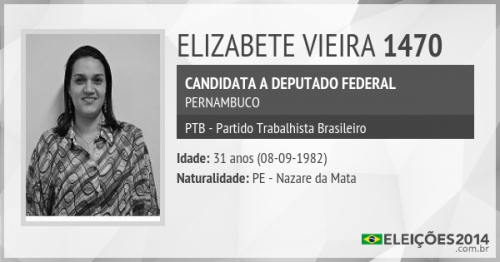 ELIZABETE VIEIRA 1470
CANDIDATA A DEPUTADO FEDERAL
PERNAMBUCO
PTB - Partido Trabalhista Brasileiro
Idade: 31 anos (08-09-1982)
Naturalidade: PE - Nazare da Mata
ELEIÇÕES2014
.com.br